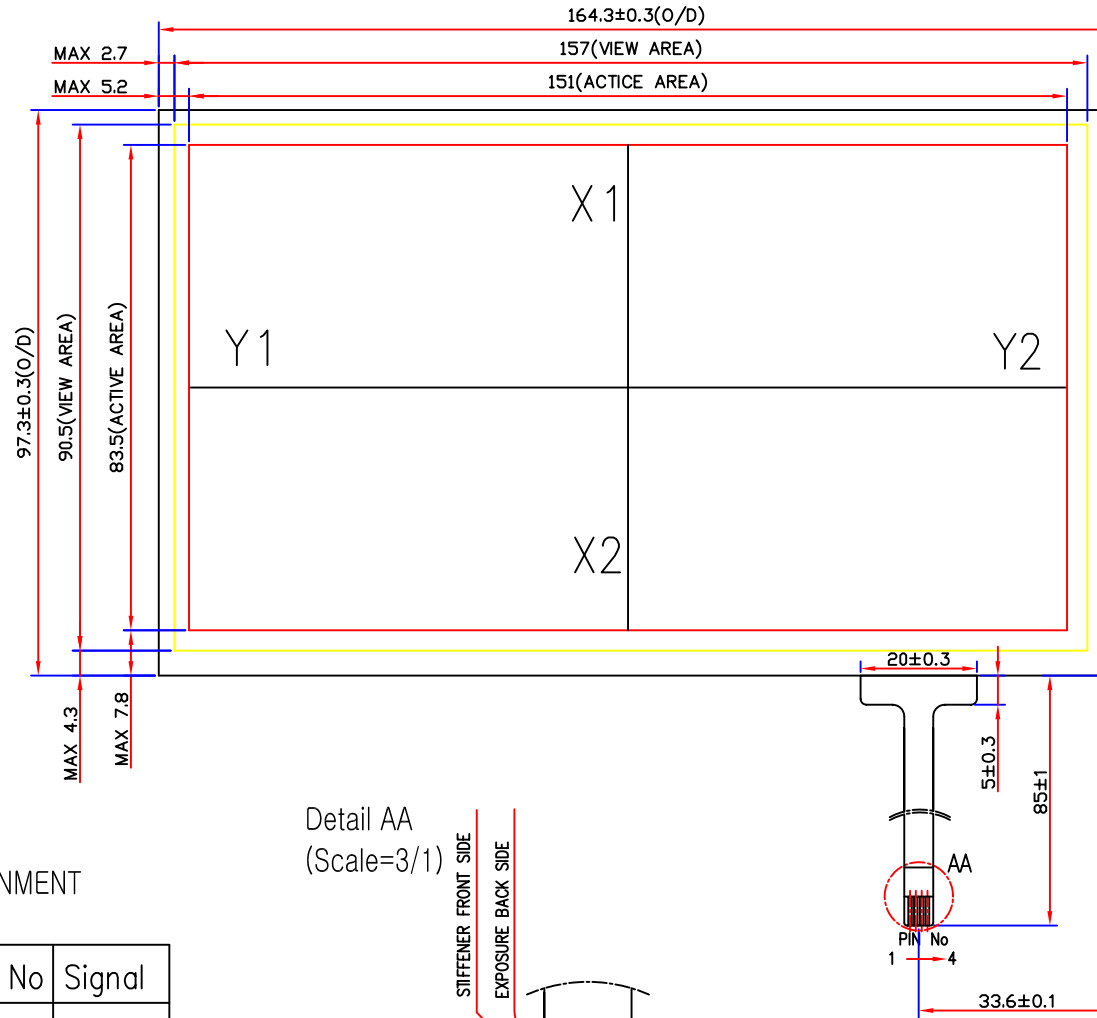 164.3±0.3(O/D)
MAX 2.7
157(VIEW AREA)
MAX 5.2
151(ACTICE AREA)
X1
Y1
Y2
X2
97.3±0.3(O/D)
90.5(VIEW AREA)
83.5(ACTIVE AREA)
MAX 4.3
MAX 7.8
20±0.3
5±0.3
85±1
AA
PIN No
1 4
33.6±0.1
Detail AA
(Scale=3/1)
STIFFENER FRONT SIDE
EXPOSURE BACK SIDE
NMENT
No Signal